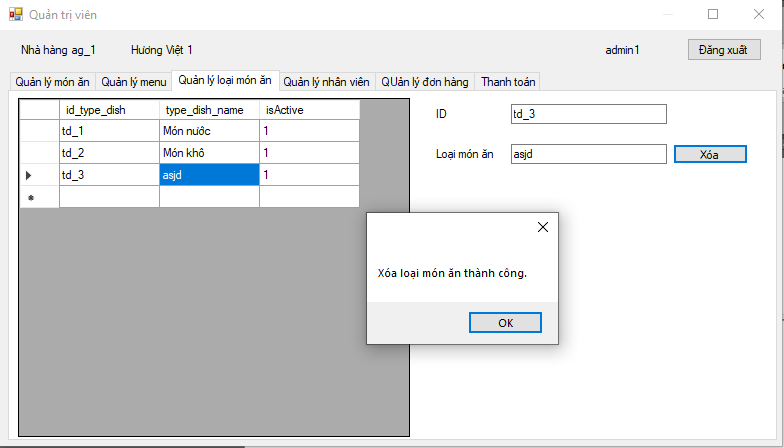 Quản trị viên
Nhà hàng ag_1 Hương Việt 1 admin1 Đăng xuất
Quản lý món ăn Quản lý menu Quản lý loại món ăn Quản lý nhân viên QUản lý đơn hàng Thanh toán
id_type_dish type_dish_name isActive
td_1 Món nước 1
td_2 Món khô 1
td_3 asjd 1
ID td_3
Loại món ăn asjd Xóa
Xóa loại món ăn thành công.
OK